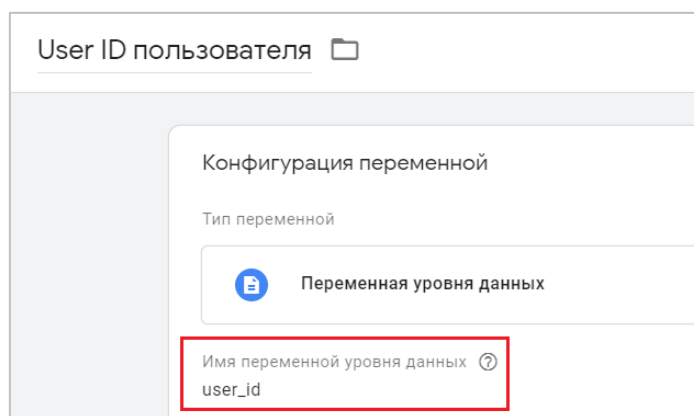 User ID пользователя
Конфигурация переменной
Тип переменной
Переменная уровня данных
Имя переменной уровня данных
user_id